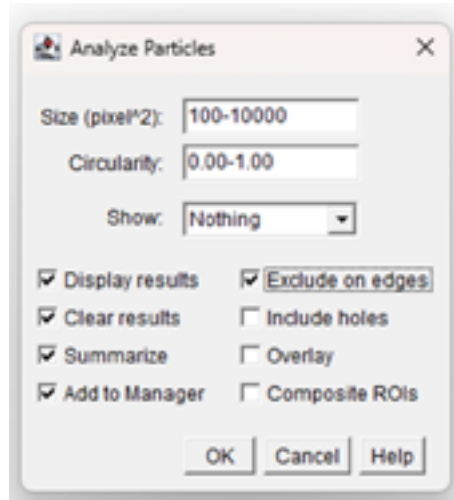 Analyze Particles
Size (pixel^2): 100-10000
Circularity: 0.00-1.00
Show: Nothing
Display results Exclude on edges
Clear results Include holes
Summarize Overlay
Add to Manager Composite ROIs
OK Cancel Help